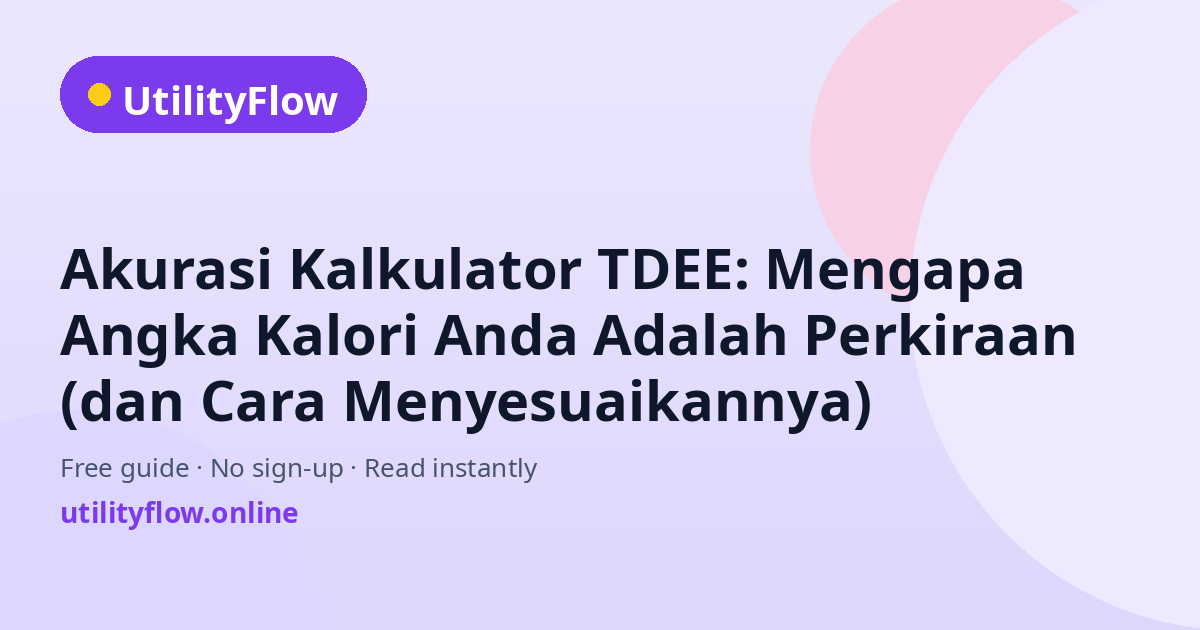 UtilityFlow
Akurasi Kalkulator TDEE: Mengapa
Angka Kalori Anda Adalah Perkiraan
(dan Cara Menyesuaikannya)
Free guide · No sign-up · Read instantly
utilityflow.online